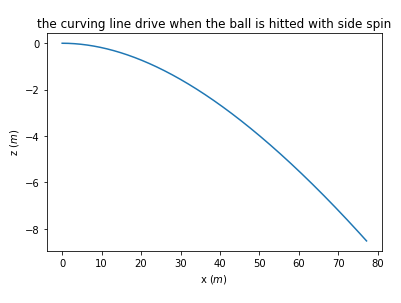 the curving line drive when the ball is hitted with side spin
0
−2
−4
−6
−8
z (m)
0 10 20 30 40 50 60 70 80
x (m)